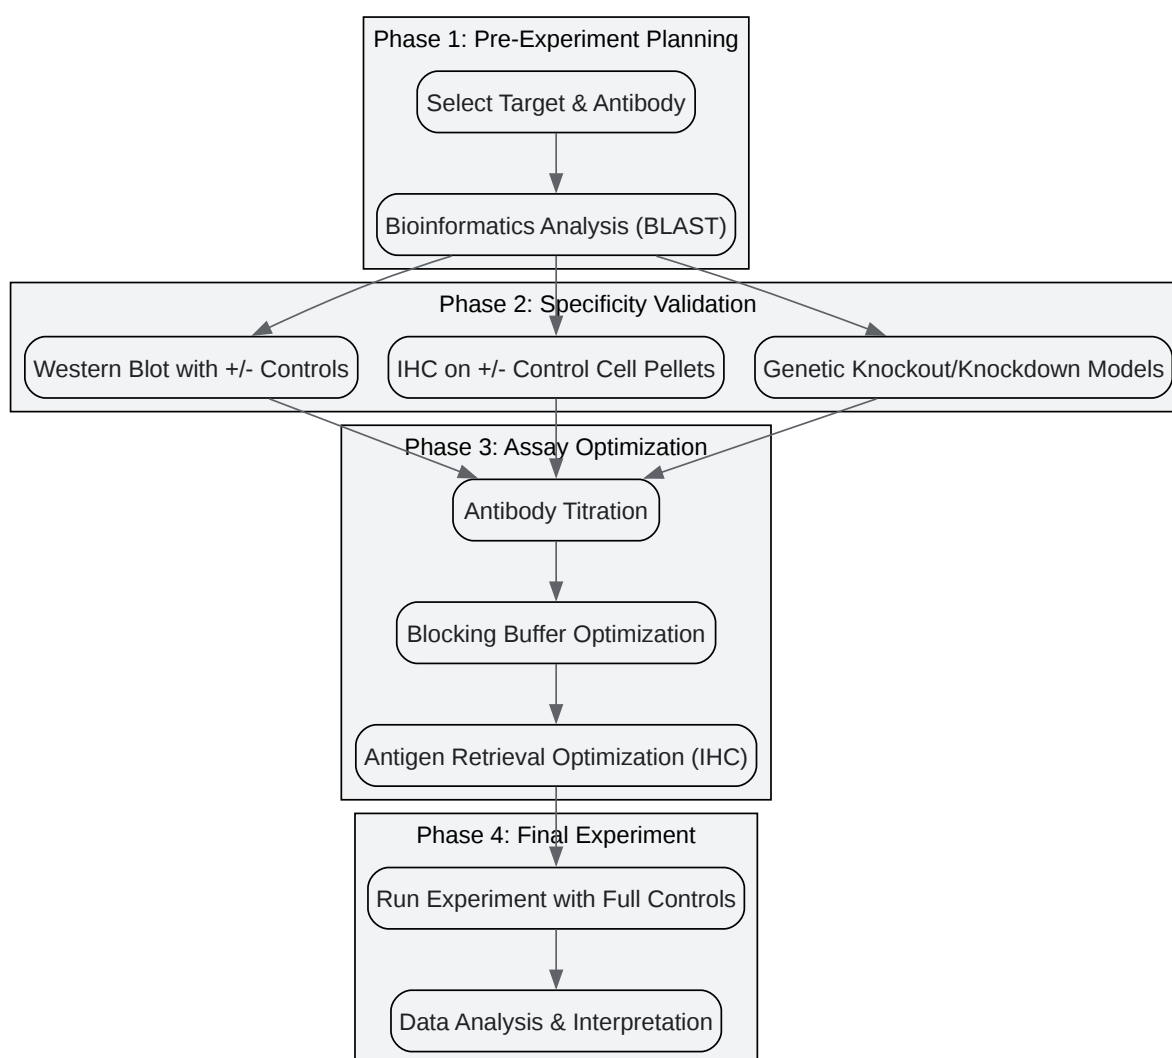 Phase 1: Pre-Experiment Planning
Select Target & Antibody
Bioinformatics Analysis (BLAST)
Phase 2: Specificity Validation
Western Blot with +/- Controls
IHC on +/- Control Cell Pellets
Genetic Knockout/Knockdown Models
Phase 3: Assay Optimization
Antibody Titration
Blocking Buffer Optimization
Antigen Retrieval Optimization (IHC)
Phase 4: Final Experiment
Run Experiment with Full Controls
Data Analysis & Interpretation